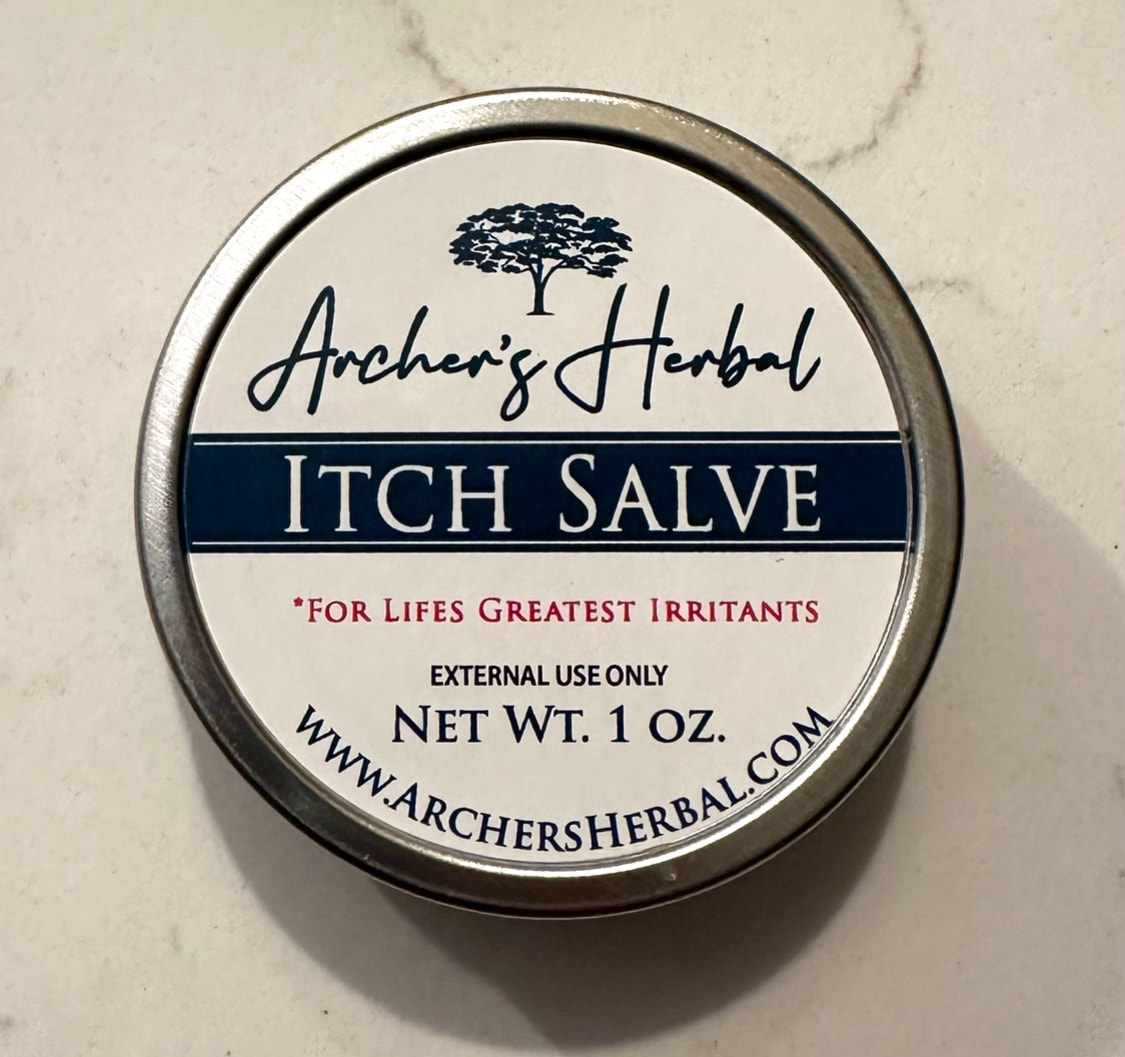 Archer's Herbal
ITCH SALVE
*FOR LIFES GREATEST IRRITANTS
EXTERNAL USE ONLY
NET WT. 1 OZ.
WWW.ARCHERSHERBAL.COM